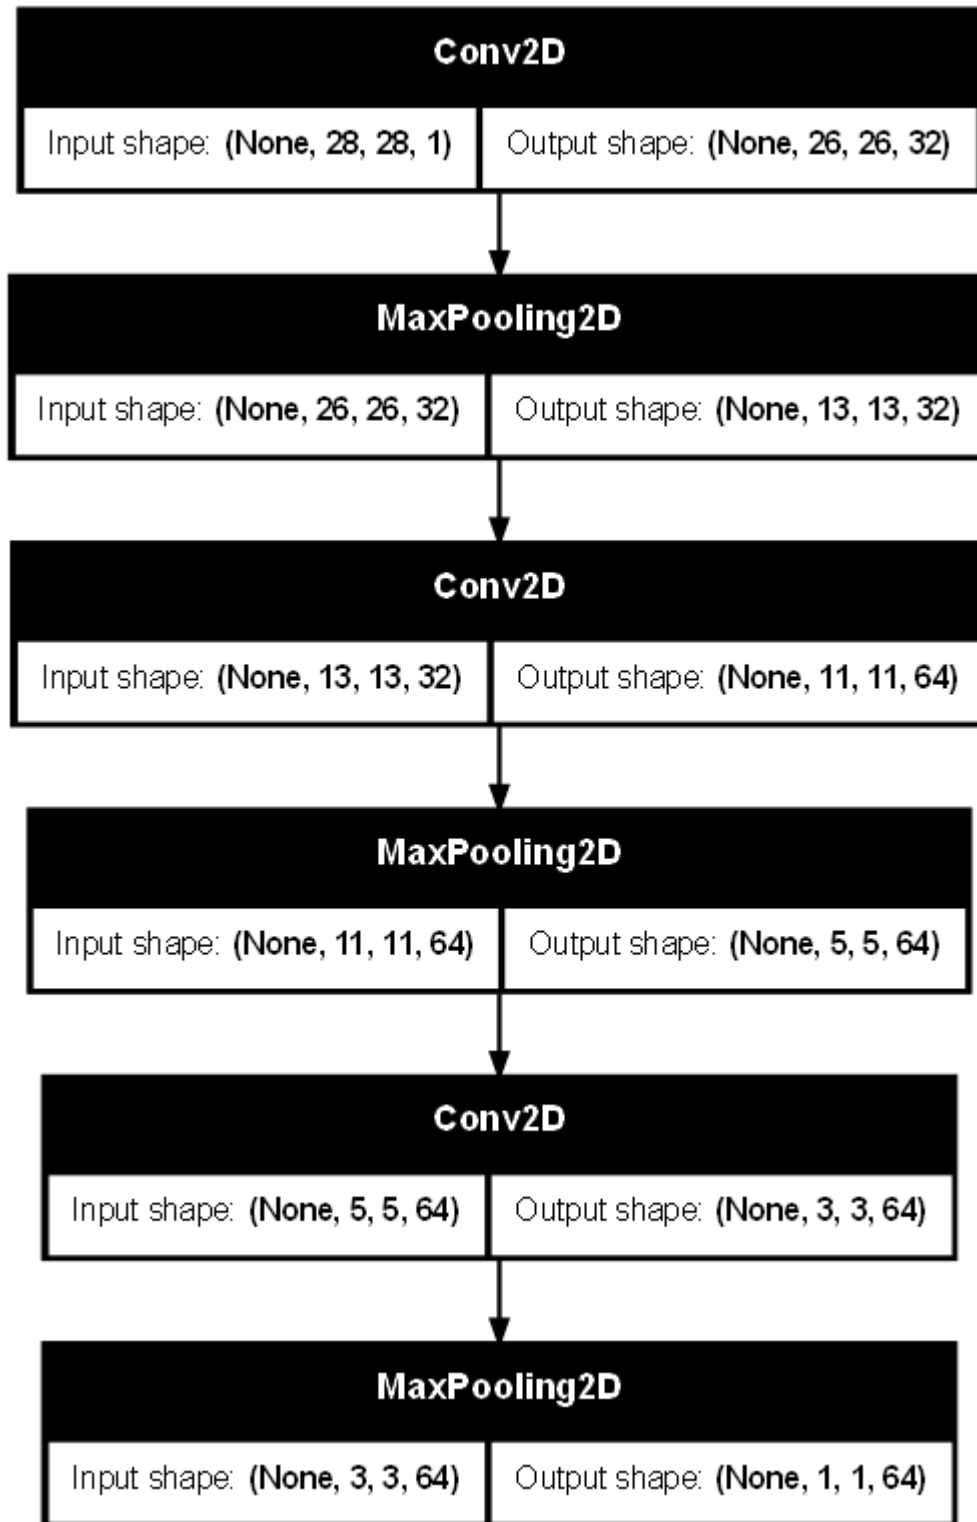 Conv2D
Input shape: (None, 28, 28, 1) Output shape: (None, 26, 26, 32)
MaxPooling2D
Input shape: (None, 26, 26, 32) Output shape: (None, 13, 13, 32)
Conv2D
Input shape: (None, 13, 13, 32) Output shape: (None, 11, 11, 64)
MaxPooling2D
Input shape: (None, 11, 11, 64) Output shape: (None, 5, 5, 64)
Conv2D
Input shape: (None, 5, 5, 64) Output shape: (None, 3, 3, 64)
MaxPooling2D
Input shape: (None, 3, 3, 64) Output shape: (None, 1, 1, 64)